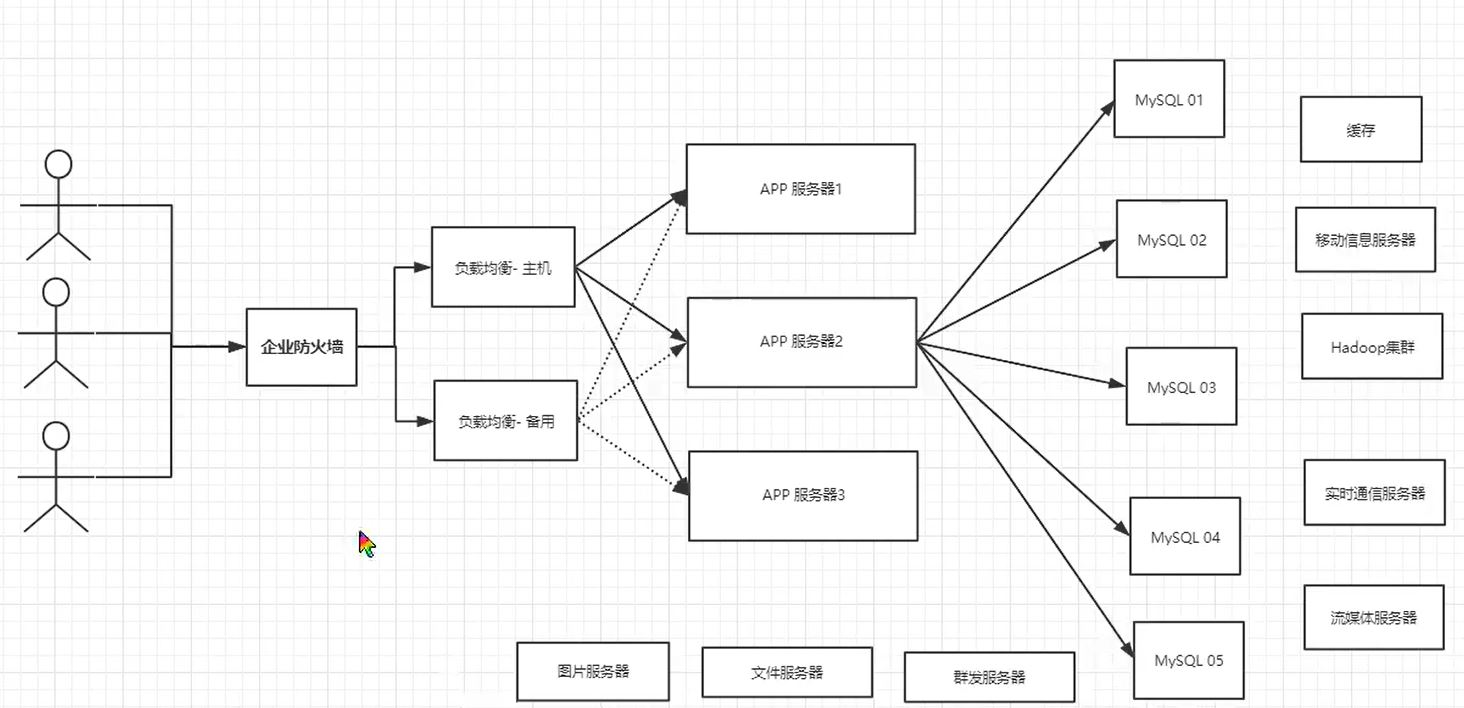 企业防火墙
负载均衡- 主机
负载均衡- 备用
APP 服务器1
APP 服务器2
APP 服务器3
MySQL 01
MySQL 02
MySQL 03
MySQL 04
MySQL 05
缓存
移动信息服务器
Hadoop集群
实时通信服务器
流媒体服务器
图片服务器
文件服务器
群发服务器